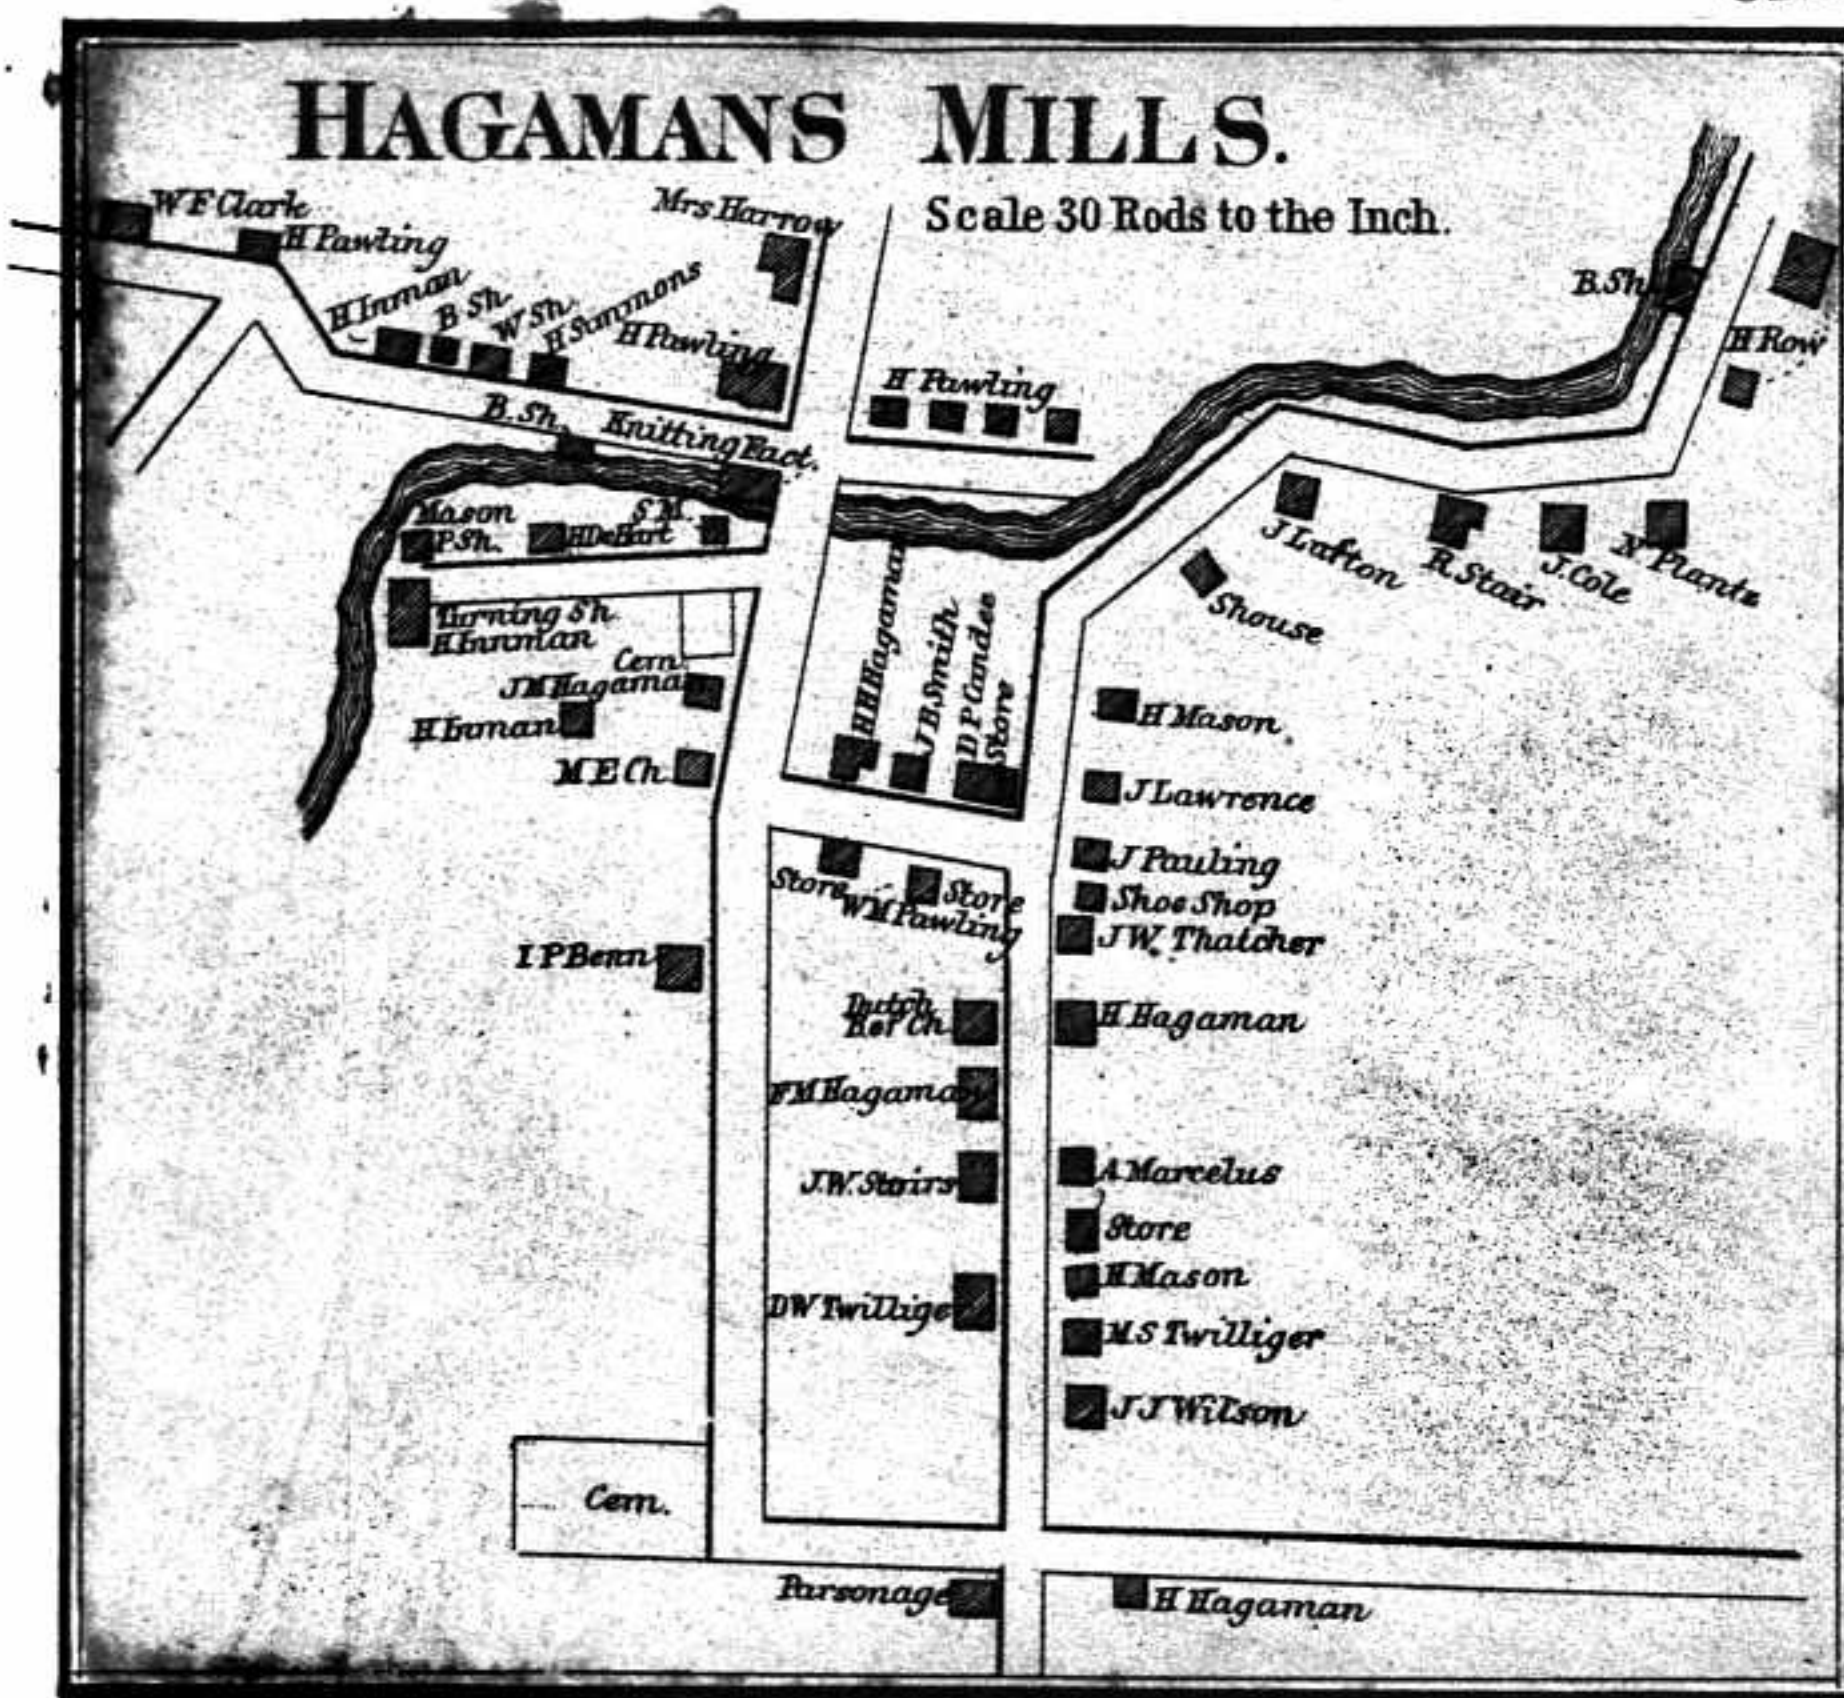 HAGAMANS MILLS.
Scale 30 Rods to the Inch.
W F Clark
H Pawling
Mrs Harrow
H Inman
B Sh.
W Sh.
H Simmons
H Pawling
H Pawling
B. Sh.
H Row
B. Sh.
Knitting Fact.
Mason
P Sh.
H DeHart
S M.
J Lufton
R. Stair
J. Cole
N Plantz
Shouse
Turning Sh.
H Innman
Cem.
J M Hagama
H Inman
M E Ch.
H H Hagaman
J B Smith
D P Candee
Store
H Mason
J Lawrence
J Pauling
Shoe Shop
J W. Thatcher
Store
Store
W M Pawling
I P Benn
Dutch
Ref Ch.
H Hagaman
F M Hagaman
J. W. Stairs
A Marcelus
Store
H Mason
D W Twillige
M S Twilliger
J J Wilson
Cem.
Parsonage
H Hagaman